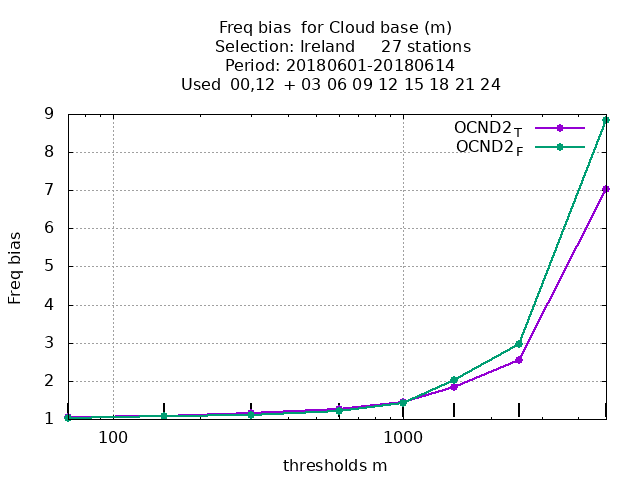 Freq bias  for Cloud base (m)
Selection: Ireland     27 stations
Period: 20180601-20180614
Used  00,12  + 03 06 09 12 15 18 21 24
9
8
7
6
5
4
3
2
1
OCND2T
OCND2F
Freq bias
100
1000
thresholds m